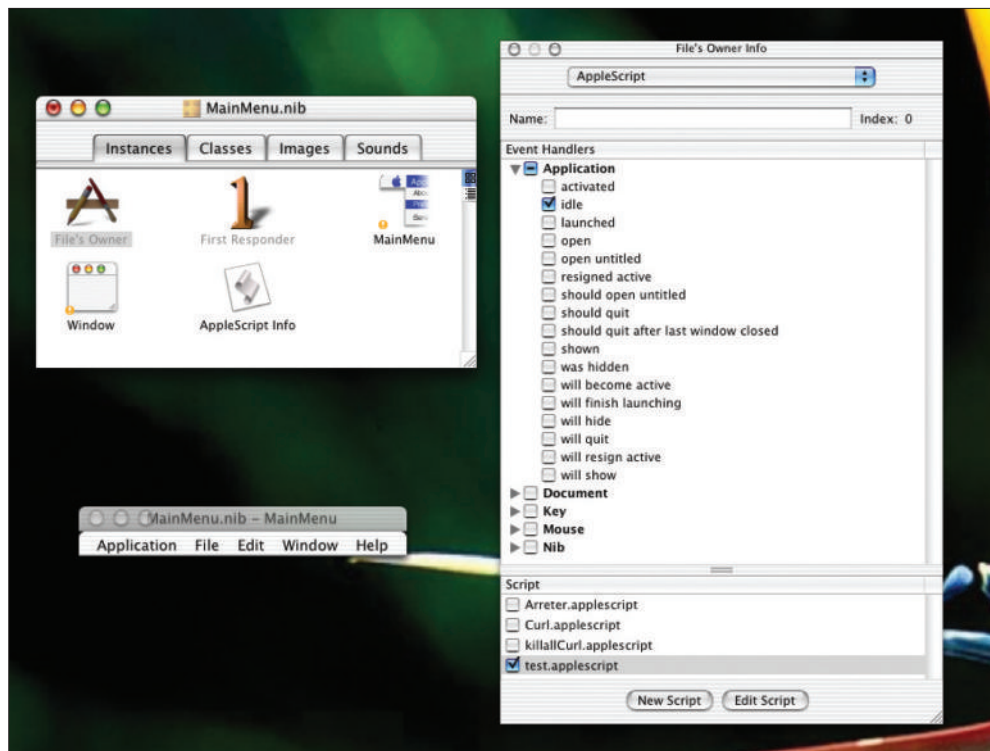 MainMenu.nib
Instances Classes Images Sounds
File's Owner
First Responder
MainMenu
Window
AppleScript Info
MainMenu.nib – MainMenu
Application File Edit Window Help
File's Owner Info
AppleScript
Name: Index: 0
Event Handlers
Application
activated
idle
launched
open
open untitled
resigned active
should open untitled
should quit
should quit after last window closed
shown
was hidden
will become active
will finish launching
will hide
will quit
will resign active
will show
Document
Key
Mouse
Nib
Script
Arreter.applescript
Curl.applescript
killallCurl.applescript
test.applescript
New Script Edit Script